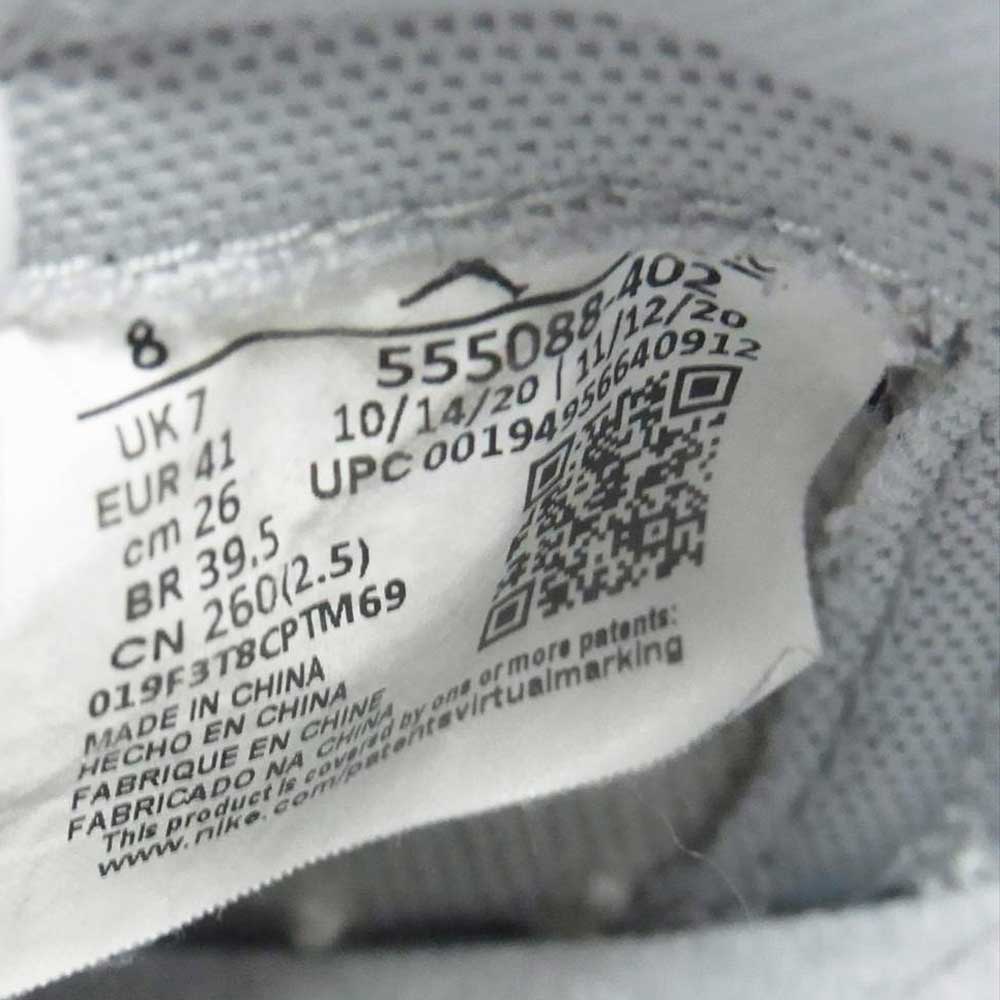 8
UK 7
EUR 41
cm 26
BR 39.5
CN 260(2.5)
019F3T8CPTM69
MADE IN CHINA
HECHO EN CHINA
FABRIQUE EN CHINE
FABRICADO NA CHINA
This product is covered by one or more patents:
www.nike.com/patentsvirtualmarking
555088-402
10/14/20 | 11/12/20
UPC 00194956640912